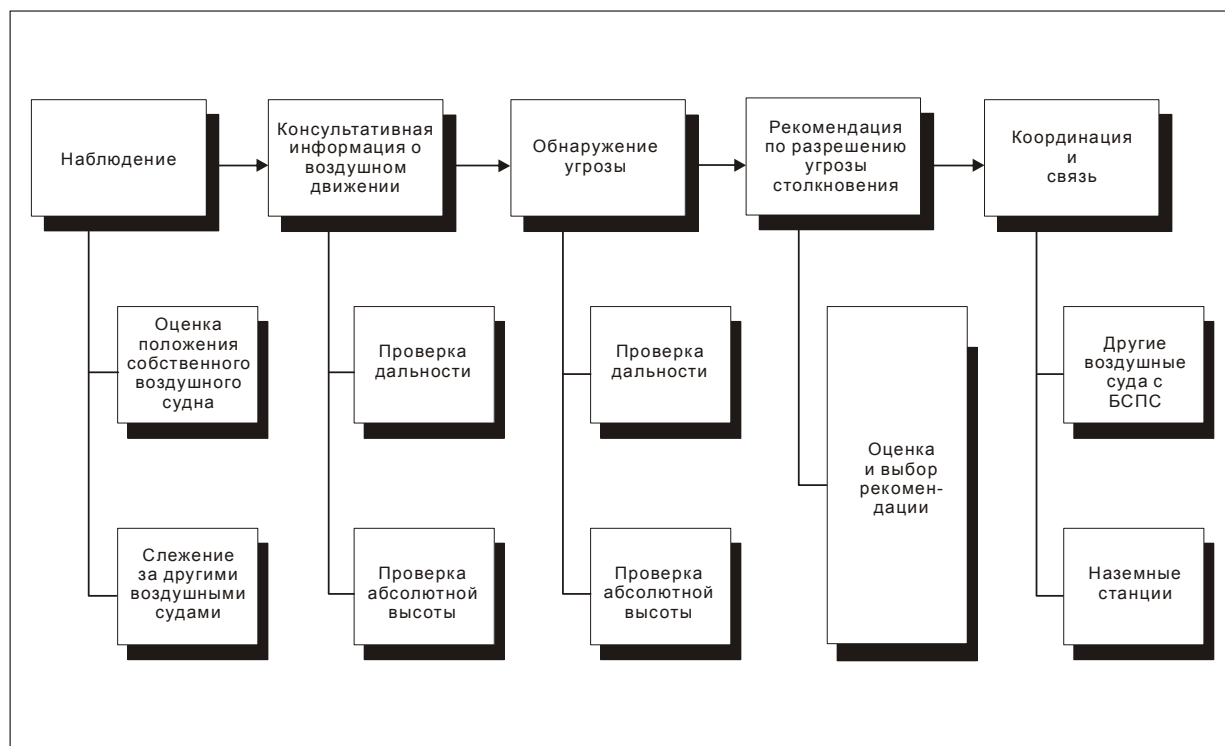 Наблюдение
Консультативная
информация о
воздушном
движении
Обнаружение
угрозы
Рекомендация
по разрешению
угрозы
столкновения
Координация
и
связь
Оценка
положения
собственного
воздушного
судна
Проверка
дальности
Проверка
дальности
Оценка
и выбор
рекомен-
дации
Другие
воздушные
суда с
БСПС
Слежение
за другими
воздушными
судами
Проверка
абсолютной
высоты
Проверка
абсолютной
высоты
Наземные
станции